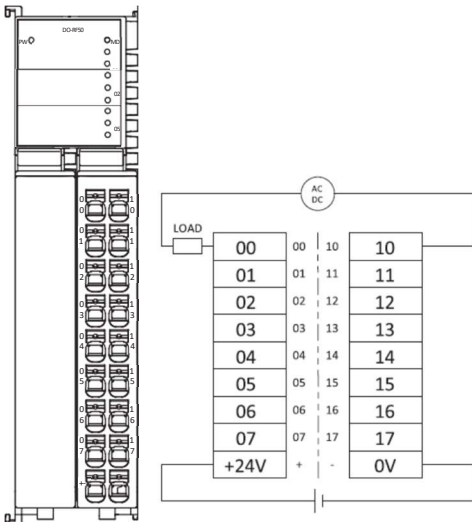 DO-RF5D
PW
MO
02
05
0 0 1 0
0 1 1 1
0 2 1 2
0 3 1 3
0 4 1 4
0 5 1 5
0 6 1 6
0 7 1 7
+
AC
DC
LOAD
00 00 10 10
01 01 11 11
02 02 12 12
03 03 13 13
04 04 14 14
05 05 15 15
06 06 16 16
07 07 17 17
+24V + - 0V